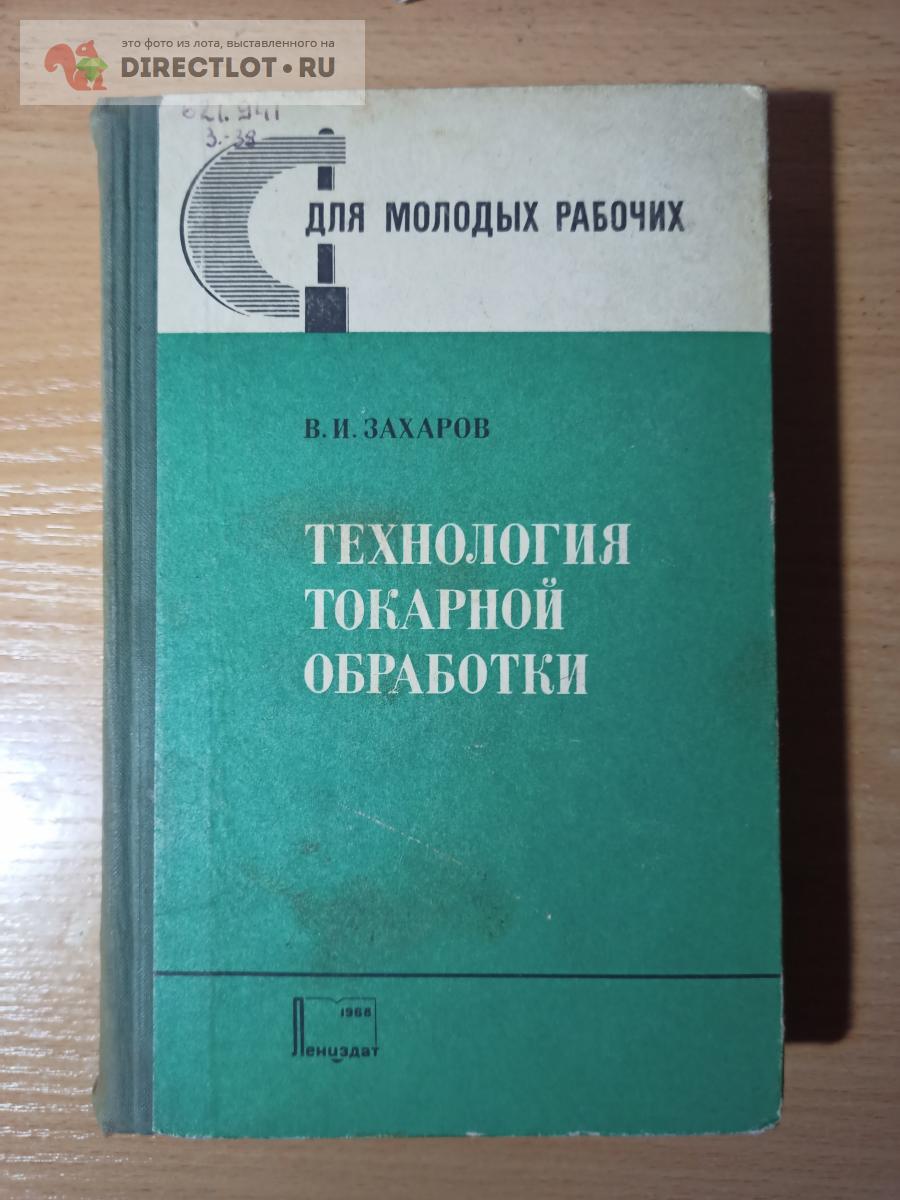 это фото из лота, выставленного на
DIRECTLOT.RU
621.941
3.-38
ДЛЯ МОЛОДЫХ РАБОЧИХ
В. И. ЗАХАРОВ
ТЕХНОЛОГИЯ
ТОКАРНОЙ
ОБРАБОТКИ
1968
Лениздат